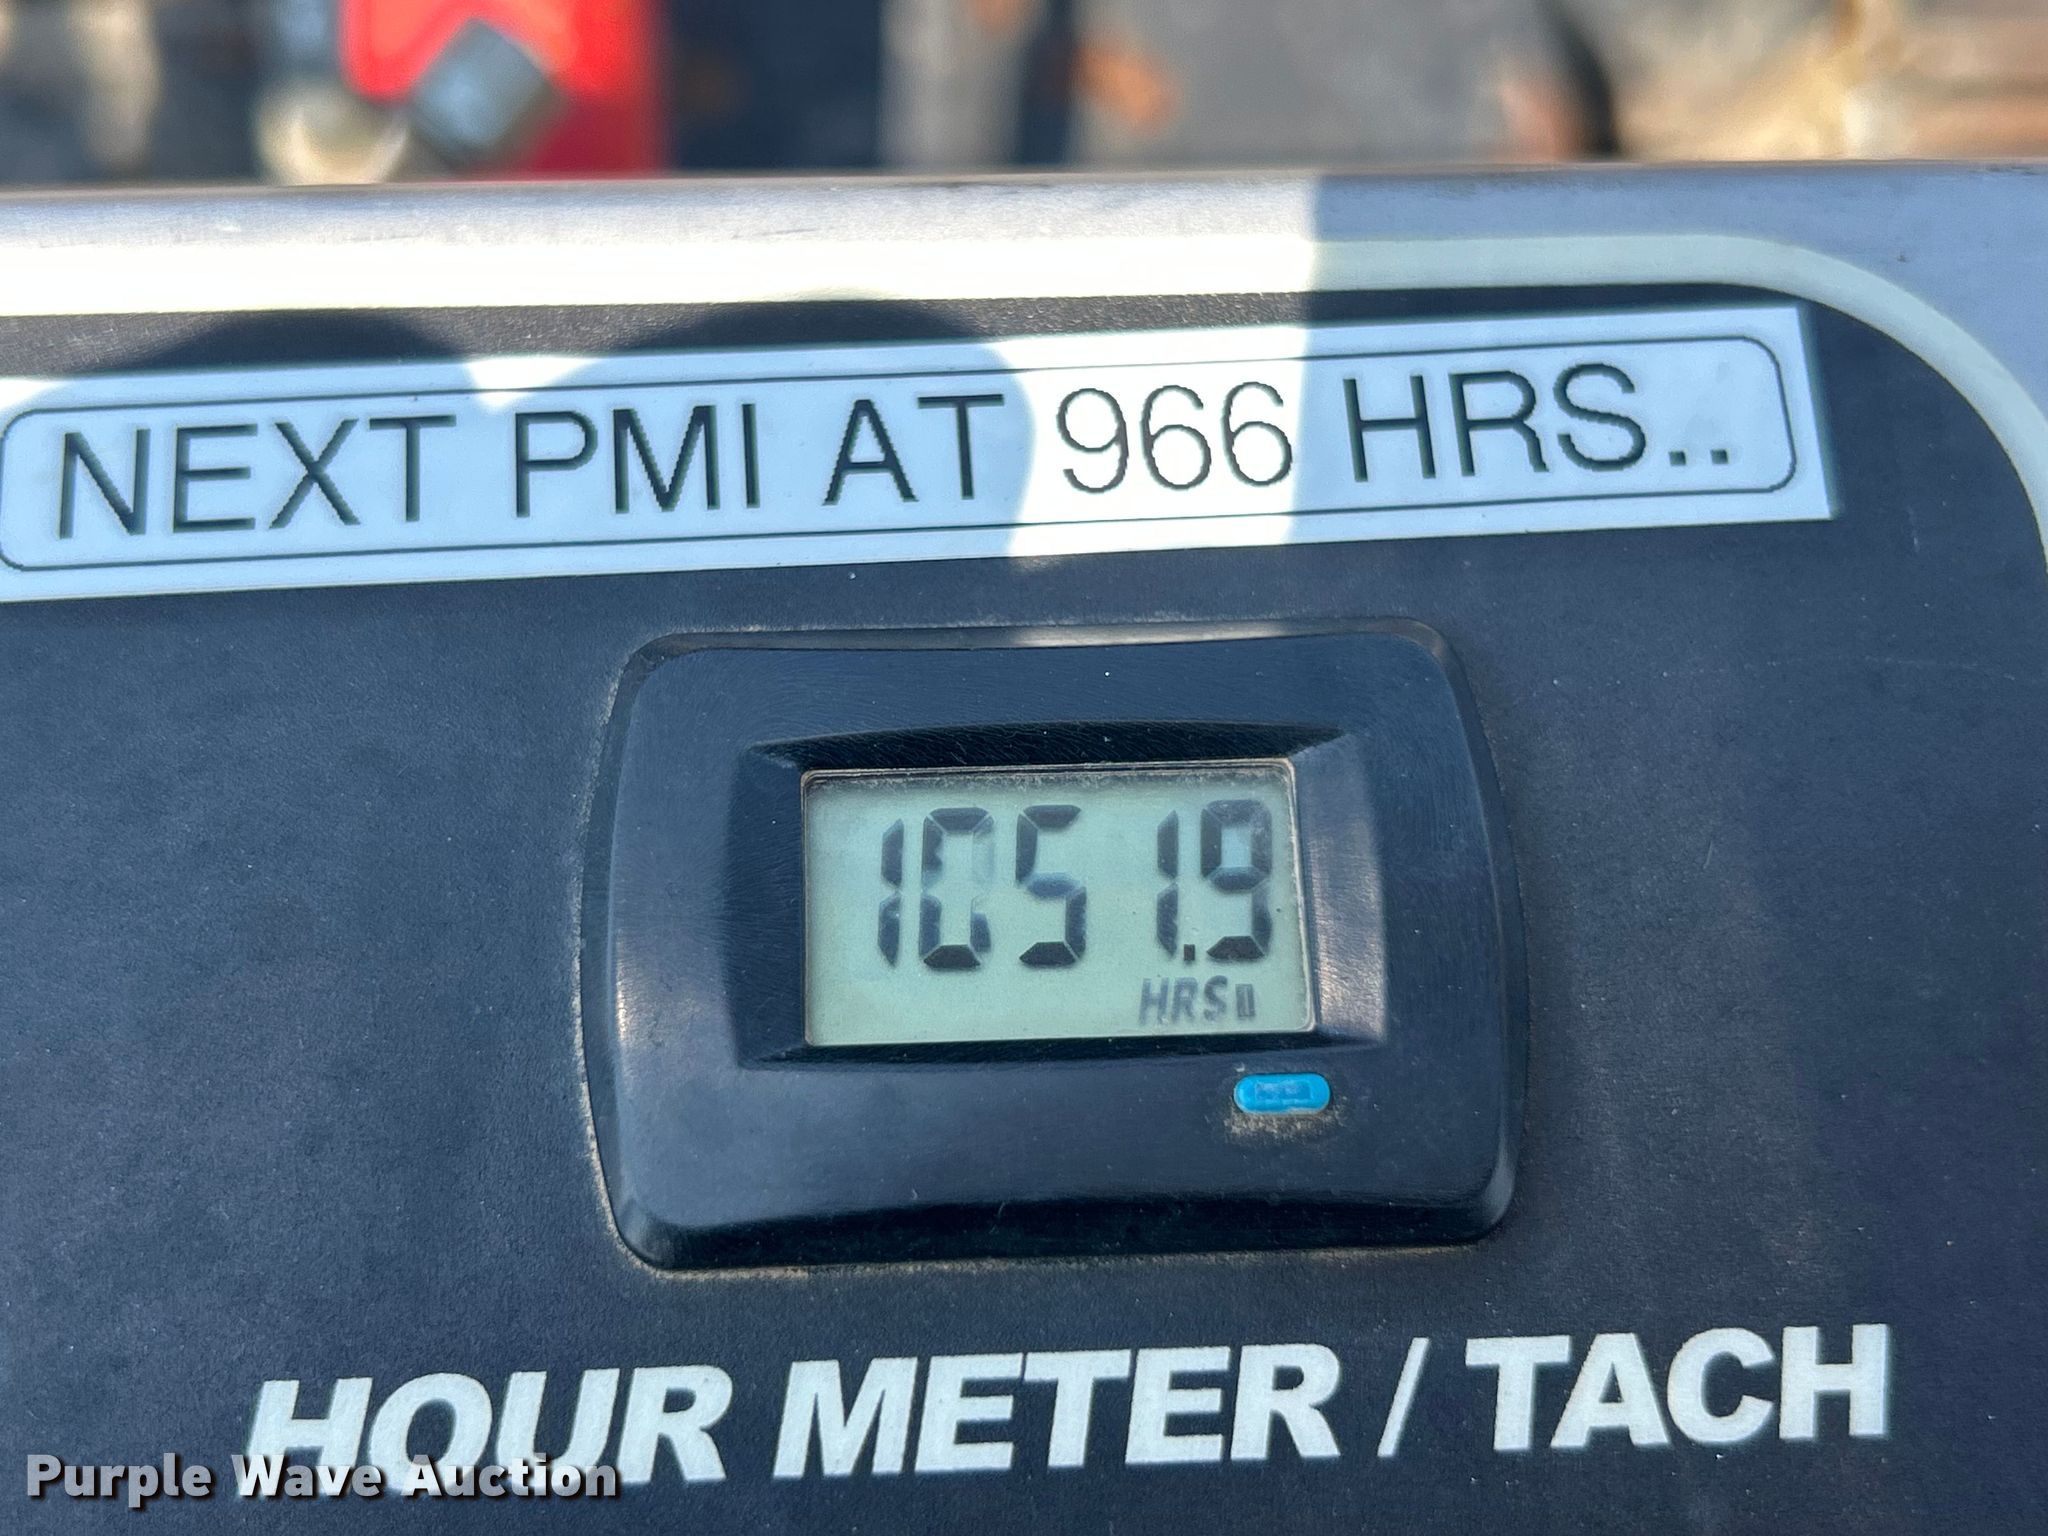 NEXT PMI AT 966 HRS..
1051.9
HRS
HOUR METER / TACH
Purple Wave Auction